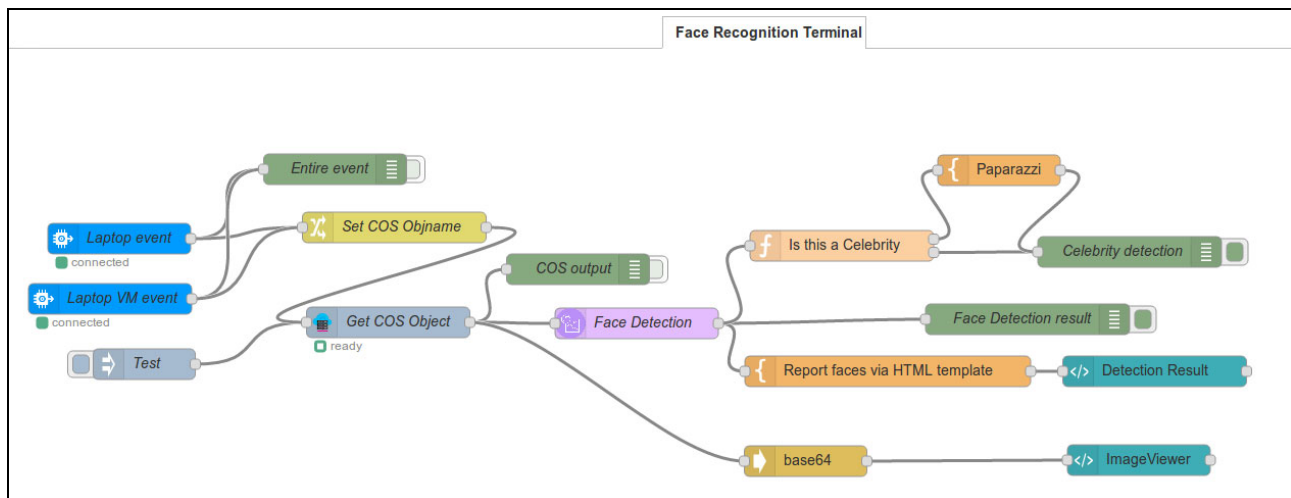 Face Recognition Terminal
Entire event
Paparazzi
Laptop event
connected
Set COS Objname
Is this a Celebrity
Celebrity detection
COS output
Laptop VM event
connected
Get COS Object
ready
Face Detection
Face Detection result
Test
Report faces via HTML template
Detection Result
base64
ImageViewer